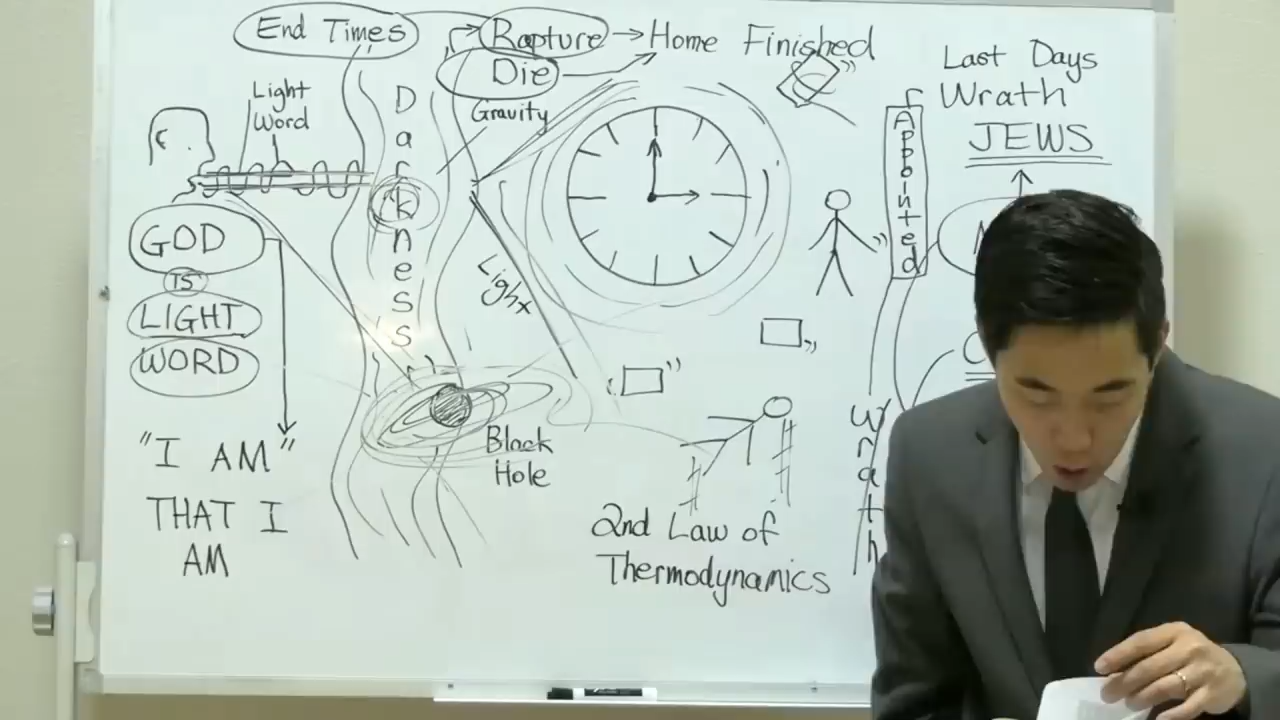 End Times
Rapture
Home Finished
Die
Gravity
Last Days
Wrath
JEWS
Appointed
Light
Word
Darkness
GOD
IS
LIGHT
WORD
"I AM"
THAT I
AM
Light
Black
Hole
2nd Law of
Thermodynamics
Wrath